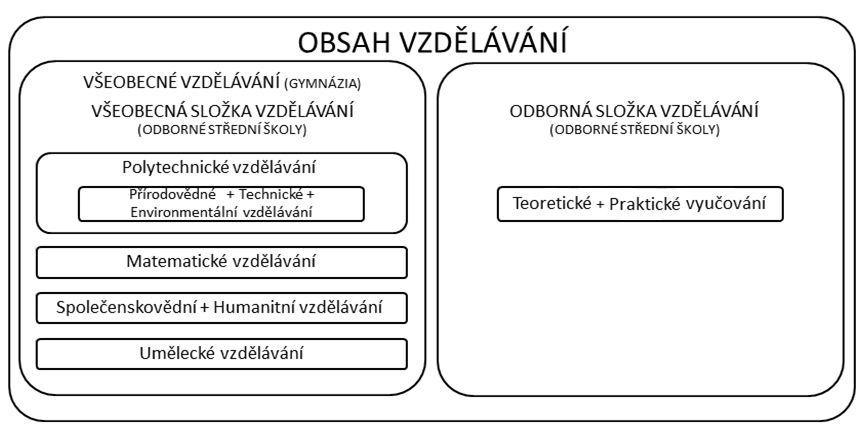 OBSAH VZDĚLÁVÁNÍ
VŠEOBECNÉ VZDĚLÁVÁNÍ (GYMNÁZIA)
VŠEOBECNÁ SLOŽKA VZDĚLÁVÁNÍ
(ODBORNÉ STŘEDNÍ ŠKOLY)
Polytechnické vzdělávání
Přírodovědné + Technické +
Environmentální vzdělávání
Matematické vzdělávání
Společenskovědní + Humanitní vzdělávání
Umělecké vzdělávání
ODBORNÁ SLOŽKA VZDĚLÁVÁNÍ
(ODBORNÉ STŘEDNÍ ŠKOLY)
Teoretické + Praktické vyučování